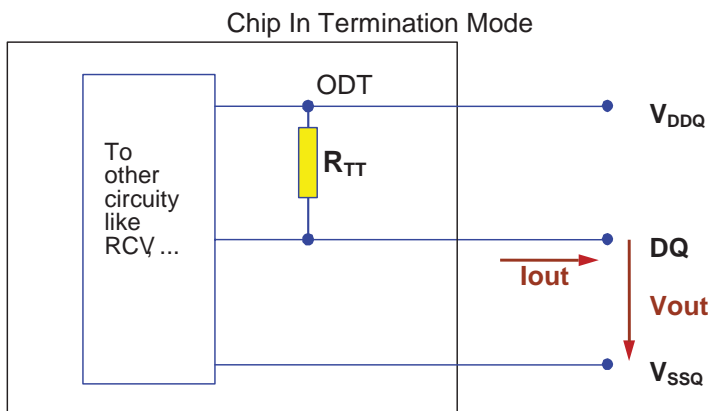 Chip In Termination Mode
ODT
V_DDQ
To
other
circuity
like
RCV, ...
R_TT
DQ
Iout
Vout
V_SSQ